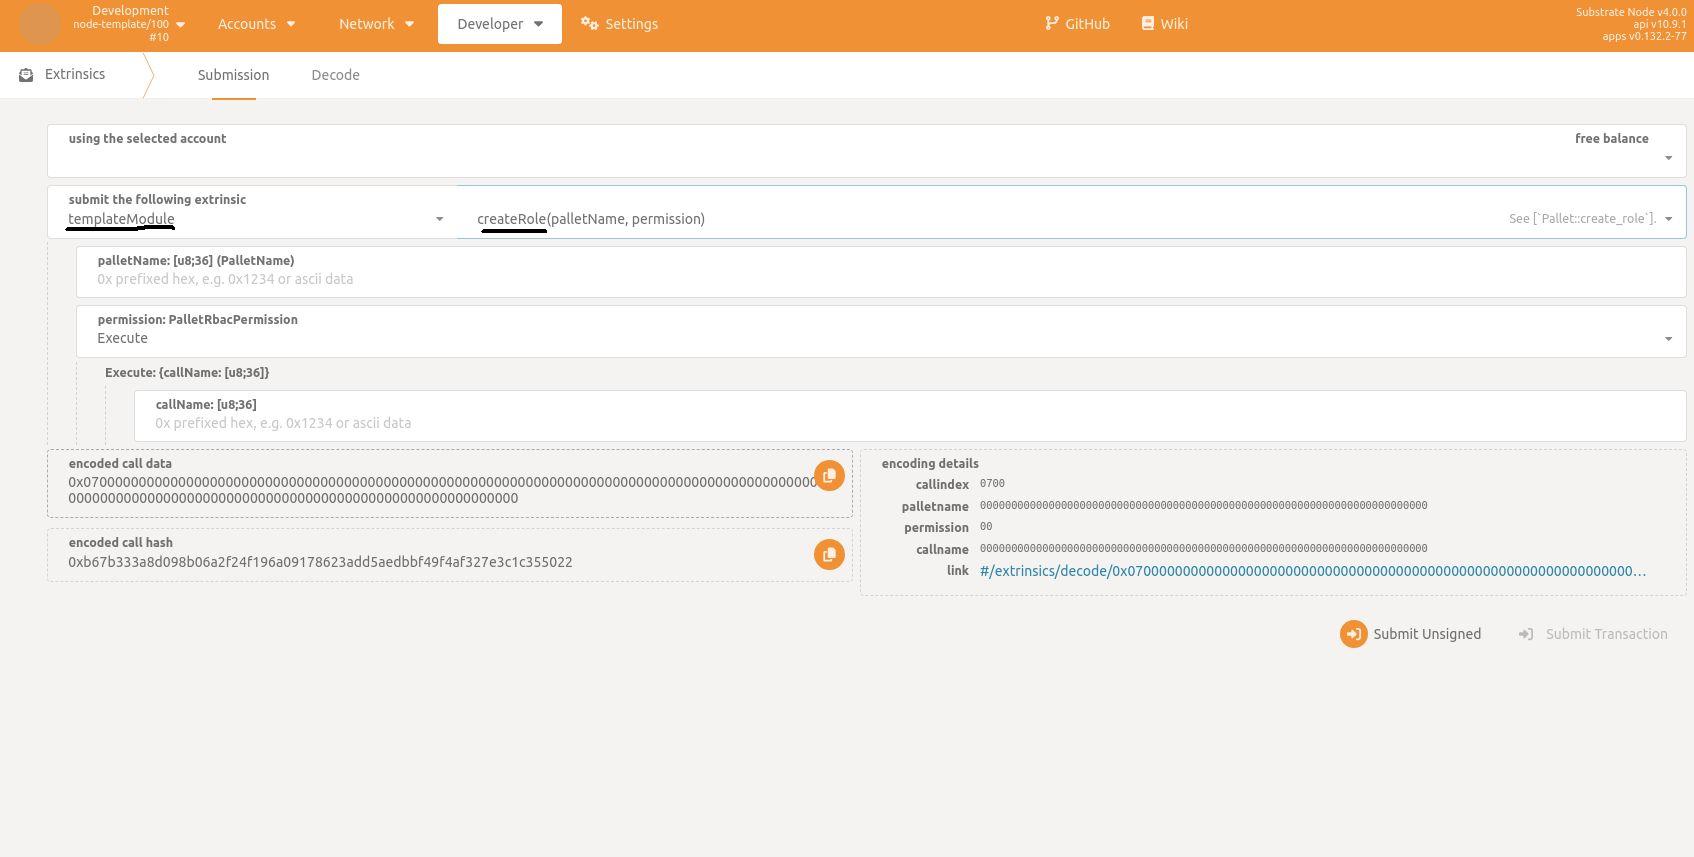 Development
node-template/100
#10
Accounts
Network
Developer
Settings
GitHub
Wiki
Substrate Node v4.0.0
api v10.9.1
apps v0.132.2-77
Extrinsics
Submission
Decode
using the selected account
free balance
submit the following extrinsic
templateModule
createRole(palletName, permission)
See [`Pallet::create_role`].
palletName: [u8;36] (PalletName)
0x prefixed hex, e.g. 0x1234 or ascii data
permission: PalletRbacPermission
Execute
Execute: {callName: [u8;36]}
callName: [u8;36]
0x prefixed hex, e.g. 0x1234 or ascii data
encoded call data
encoded call hash
0xb67b333a8d098b06a2f24f196a09178623add5aedbbf49f4af327e3c1c355022
encoding details
callindex 0700
palletname 000000000000000000000000000000000000000000000000000000000000000000000000
permission 00
callname 000000000000000000000000000000000000000000000000000000000000000000000000
link
Submit Unsigned
Submit Transaction